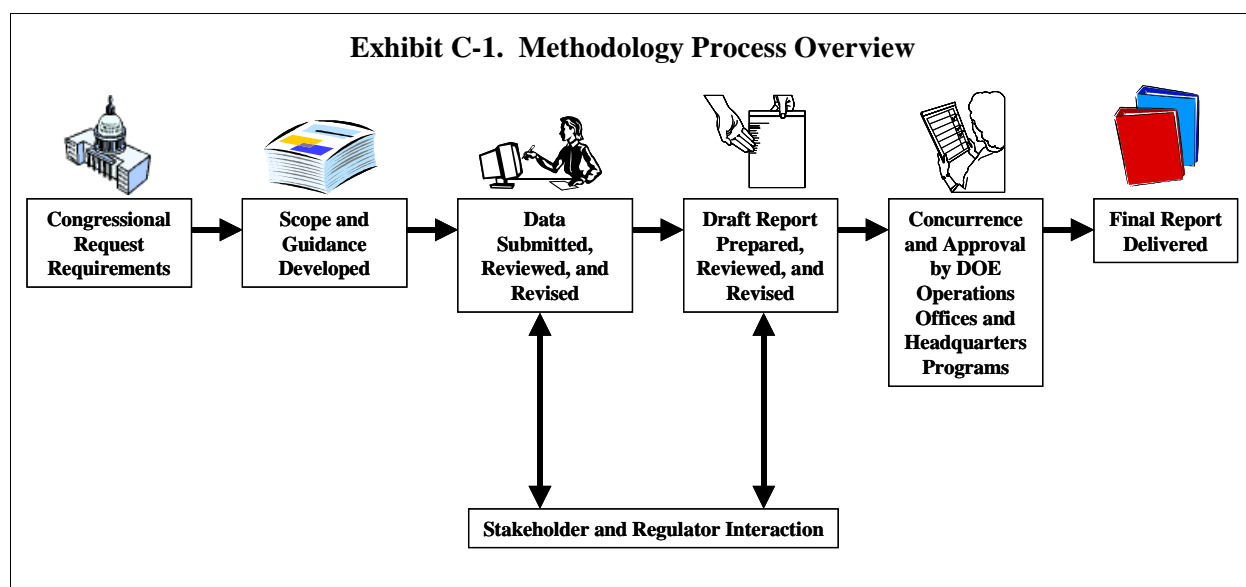 Exhibit C-1. Methodology Process Overview
Congressional
Request
Requirements
Scope and
Guidance
Developed
Data
Submitted,
Reviewed, and
Revised
Draft Report
Prepared,
Reviewed, and
Revised
Concurrence
and Approval
by DOE
Operations
Offices and
Headquarters
Programs
Final Report
Delivered
Stakeholder and Regulator Interaction